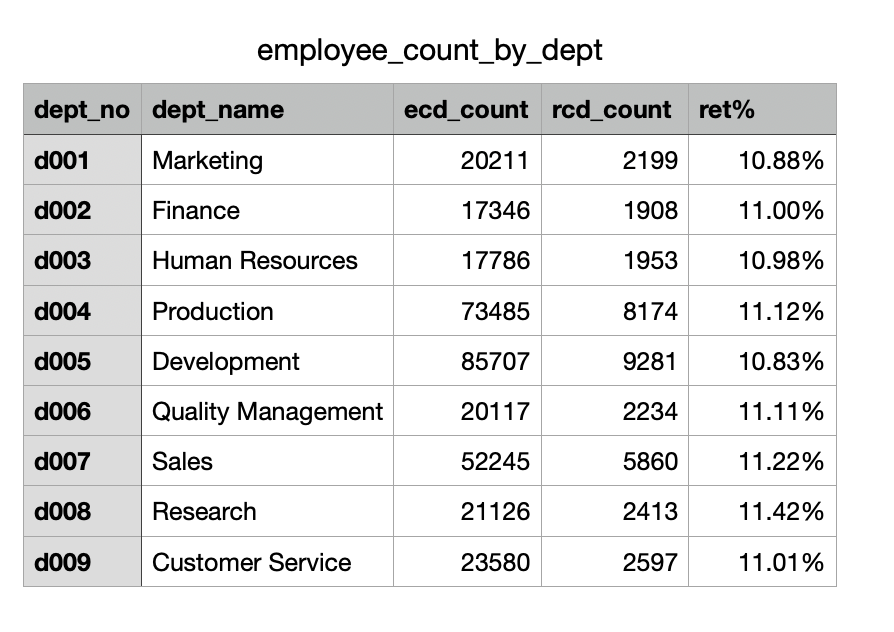 employee_count_by_dept
dept_no dept_name ecd_count rcd_count ret%
d001 Marketing 20211 2199 10.88%
d002 Finance 17346 1908 11.00%
d003 Human Resources 17786 1953 10.98%
d004 Production 73485 8174 11.12%
d005 Development 85707 9281 10.83%
d006 Quality Management 20117 2234 11.11%
d007 Sales 52245 5860 11.22%
d008 Research 21126 2413 11.42%
d009 Customer Service 23580 2597 11.01%